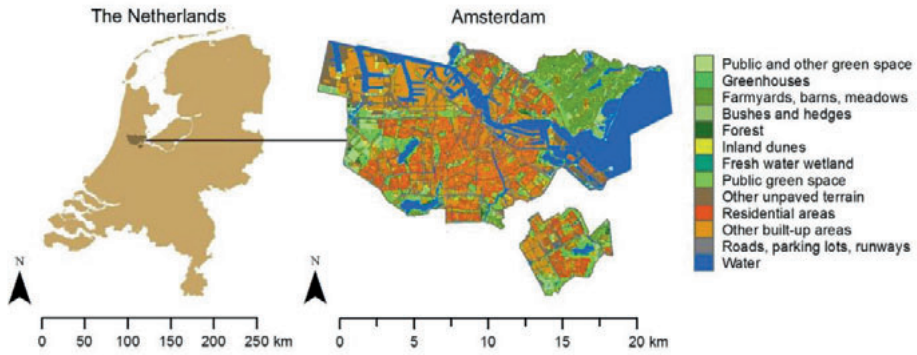 The Netherlands
Amsterdam
Public and other green space
Greenhouses
Farmyards, barns, meadows
Bushes and hedges
Forest
Inland dunes
Fresh water wetland
Public green space
Other unpaved terrain
Residential areas
Other built-up areas
Roads, parking lots, runways
Water
N
N
0 50 100 150 200 250 km
0 5 10 15 20 km